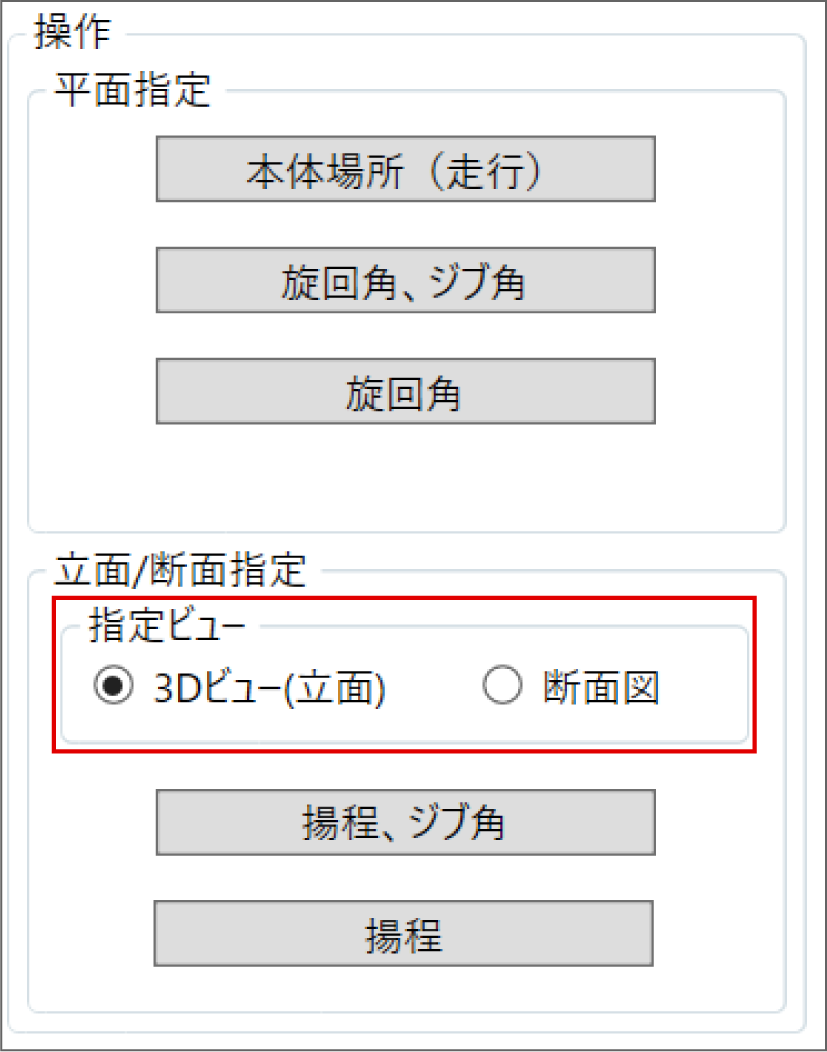 操作
平面指定
本体場所（走行）
旋回角、ジブ角
旋回角
立面/断面指定
指定ビュー
3Dビュー(立面) 断面図
揚程、ジブ角
揚程